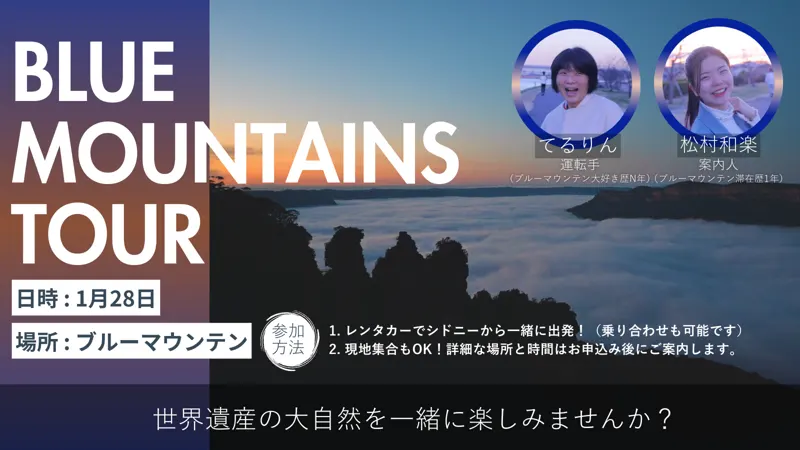 BLUE
MOUNTAINS
TOUR
てるりん
運転手
(ブルーマウンテン大好き歴N年)
松村和楽
案内人
(ブルーマウンテン滞在歴1年)
日時 : 1月28日
場所 : ブルーマウンテン
参加
方法
1. レンタカーでシドニーから一緒に出発！（乗り合わせも可能です）
2. 現地集合もOK！詳細な場所と時間はお申込み後にご案内します。
世界遺産の大自然を一緒に楽しみませんか？